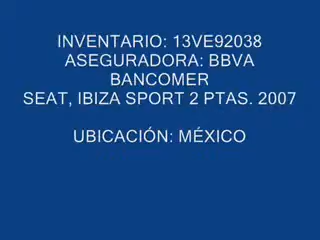 INVENTARIO: 13VE92038
ASEGURADORA: BBVA
BANCOMER
SEAT, IBIZA SPORT 2 PTAS. 2007
UBICACIÓN: MÉXICO